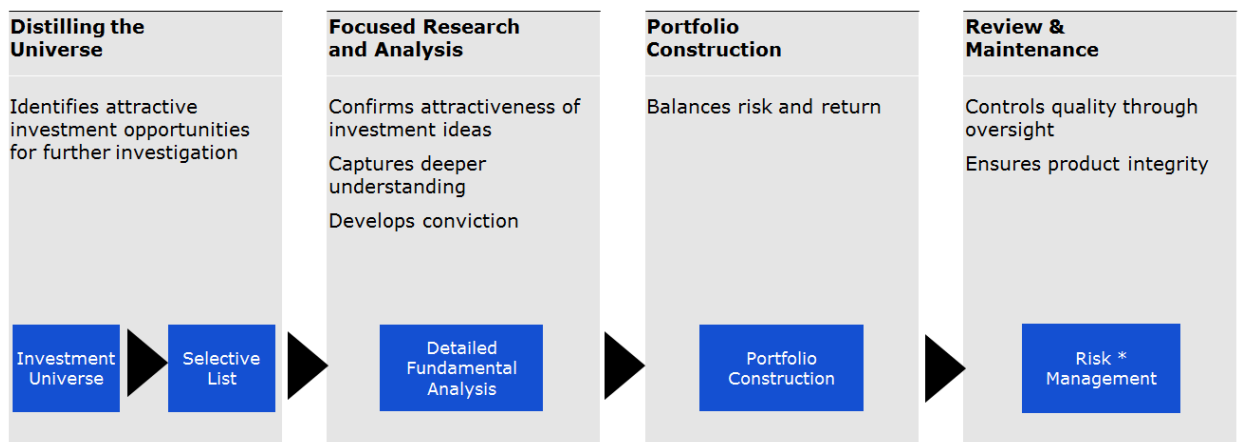 Distilling the
Universe
Identifies attractive
investment opportunities
for further investigation
Investment
Universe
Selective
List
Focused Research
and Analysis
Confirms attractiveness of
investment ideas
Captures deeper
understanding
Develops conviction
Detailed
Fundamental
Analysis
Portfolio
Construction
Balances risk and return
Portfolio
Construction
Review &
Maintenance
Controls quality through
oversight
Ensures product integrity
Risk *
Management